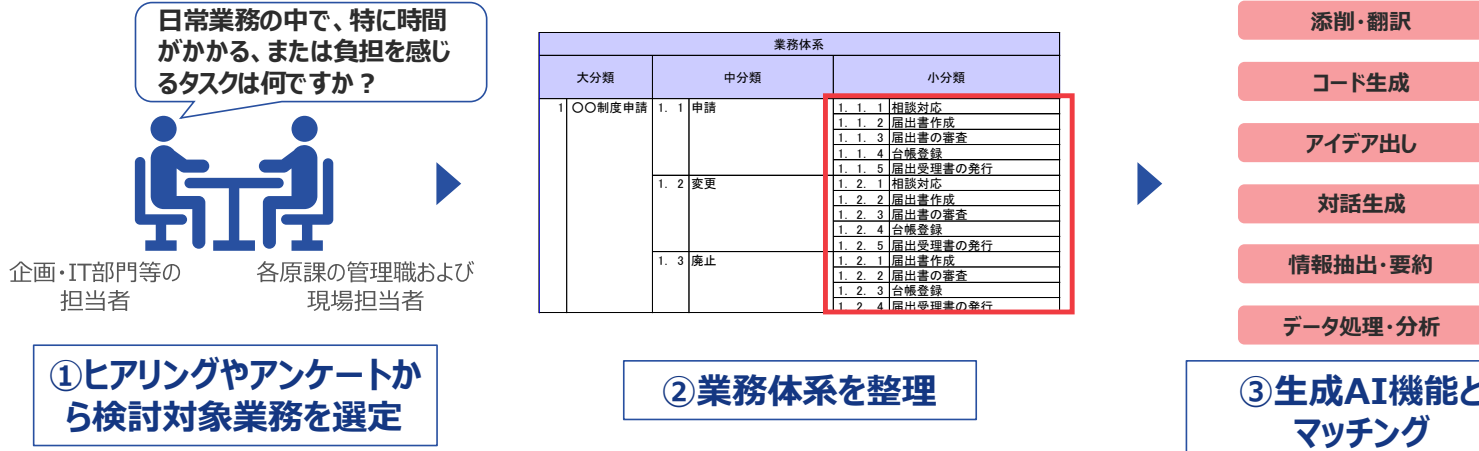 日常業務の中で、特に時間
がかかる、または負担を感じ
るタスクは何ですか？
企画・IT部門等の
担当者
各原課の管理職および
現場担当者
①ヒアリングやアンケートか
ら検討対象業務を選定
業務体系
大分類 中分類 小分類
1 〇〇制度申請 1. 1 申請 1. 1. 1 相談対応
1. 1. 2 届出書作成
1. 1. 3 届出書の審査
1. 1. 4 台帳登録
1. 1. 5 届出受理書の発行
1. 2 変更 1. 2. 1 相談対応
1. 2. 2 届出書作成
1. 2. 3 届出書の審査
1. 2. 4 台帳登録
1. 2. 5 届出受理書の発行
1. 3 廃止 1. 2. 1 届出書作成
1. 2. 2 届出書の審査
1. 2. 3 台帳登録
1. 2. 4 届出受理書の発行
②業務体系を整理
添削・翻訳
コード生成
アイデア出し
対話生成
情報抽出・要約
データ処理・分析
③生成AI機能と
マッチング